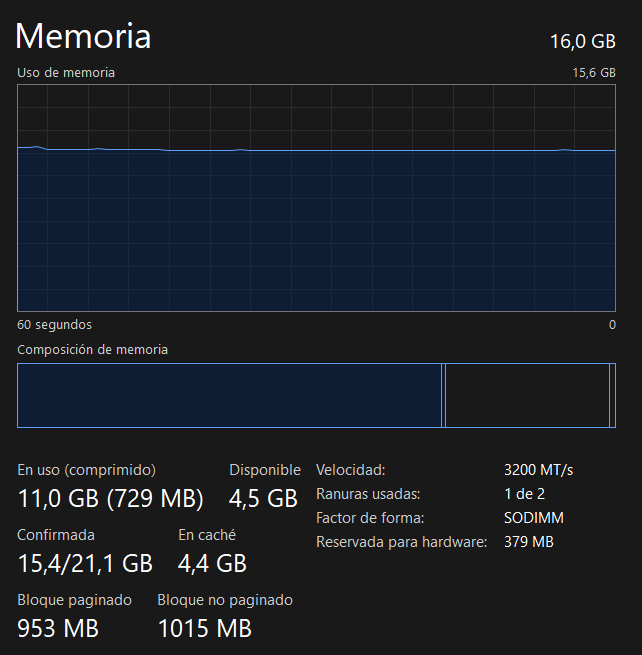 Memoria
16,0 GB
Uso de memoria
15,6 GB
60 segundos
0
Composición de memoria
En uso (comprimido)
11,0 GB (729 MB)
Disponible
4,5 GB
Confirmada
15,4/21,1 GB
En caché
4,4 GB
Bloque paginado
953 MB
Bloque no paginado
1015 MB
Velocidad: 3200 MT/s
Ranuras usadas: 1 de 2
Factor de forma: SODIMM
Reservada para hardware: 379 MB